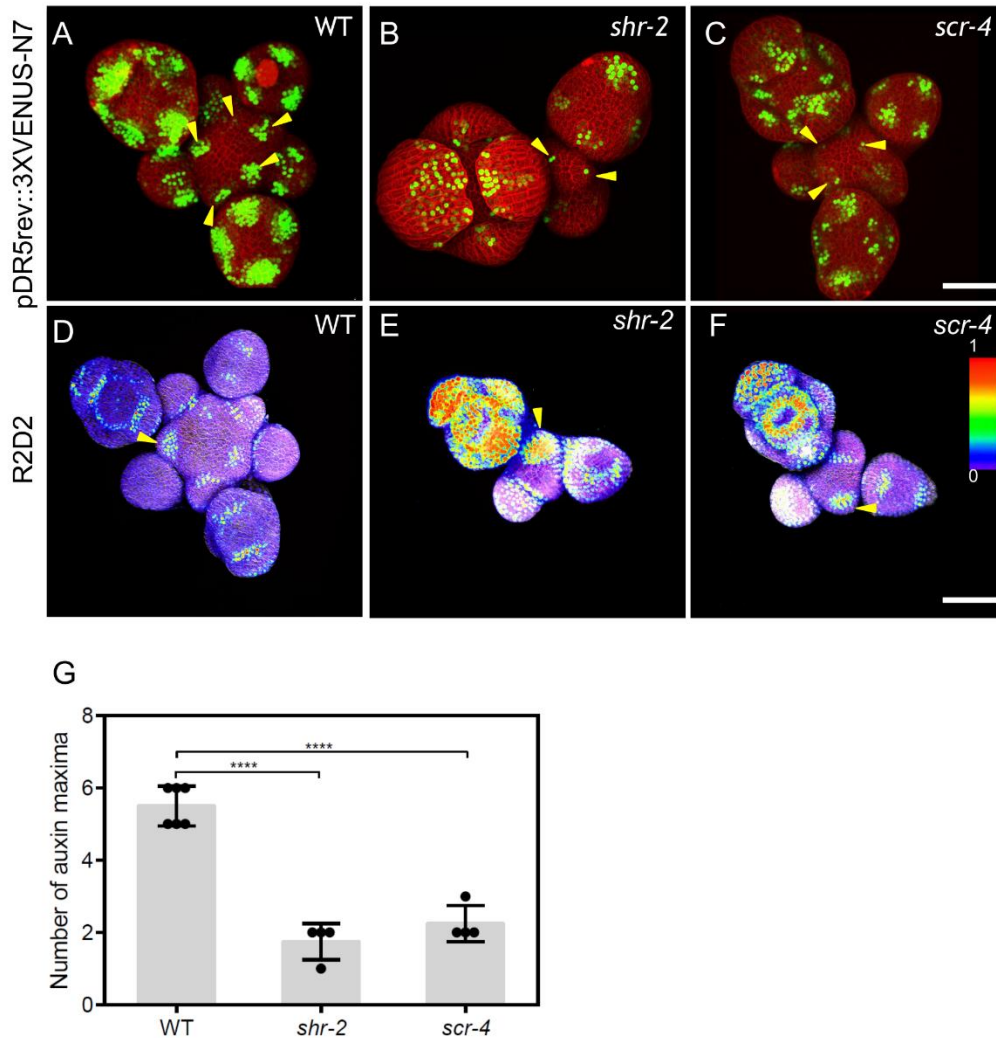 A WT
B shr-2
C scr-4
pDR5rev::3XVENUS-N7
D WT
E shr-2
F scr-4
1
0
R2D2
G
8
6
4
2
0
Number of auxin maxima
****
****
WT shr-2 scr-4